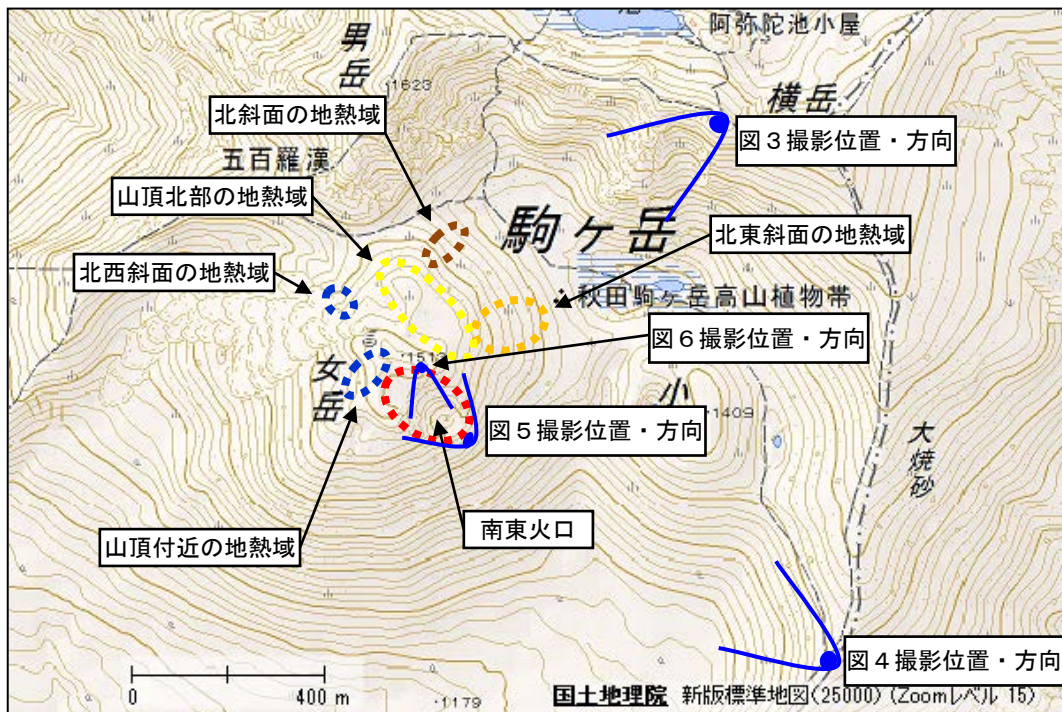 阿弥陀池小屋
男岳
・1623
横岳
北斜面の地熱域
図３撮影位置・方向
五百羅漢
山頂北部の地熱域
駒ヶ岳
北東斜面の地熱域
北西斜面の地熱域
秋田駒ヶ岳高山植物帯
図６撮影位置・方向
・1513
女岳
小
・1409
図５撮影位置・方向
大焼砂
南東火口
山頂付近の地熱域
図４撮影位置・方向
0 400 m
・1179
国土地理院 新版標準地図(25000) (Zoomレベル 15)